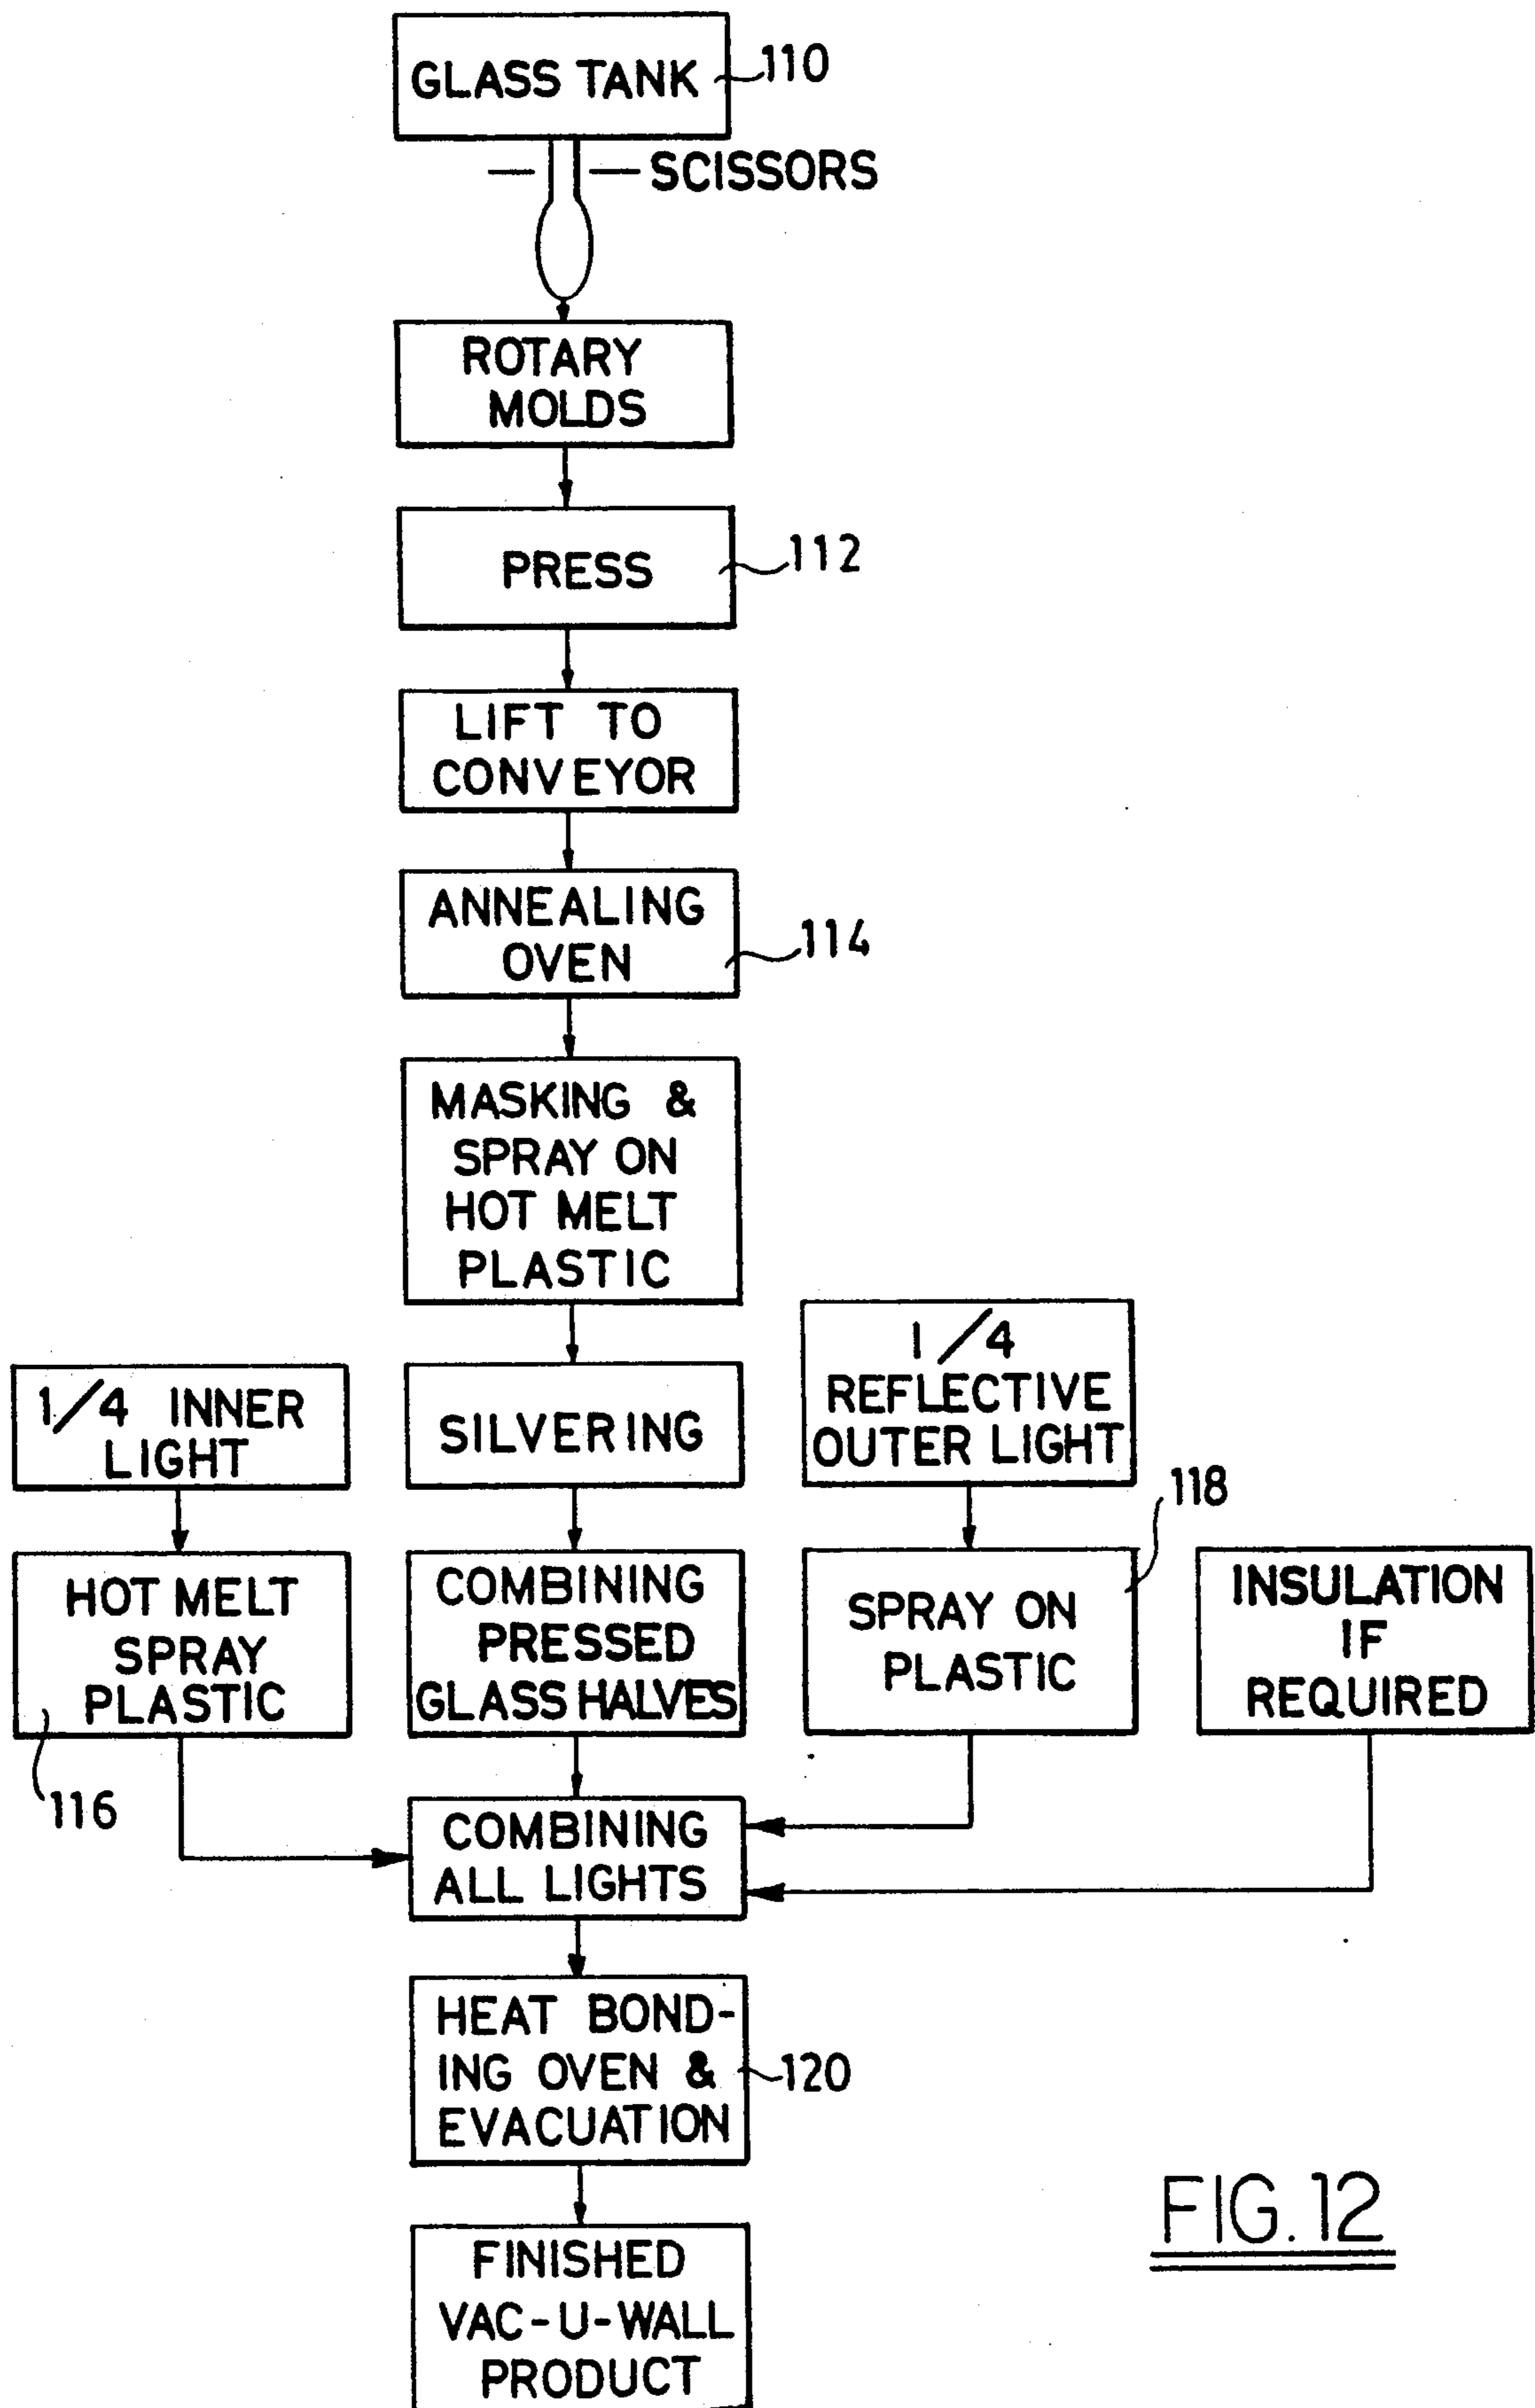 GLASS TANK
110
SCISSORS
ROTARY
MOLDS
PRESS
112
LIFT TO
CONVEYOR
ANNEALING
OVEN
114
MASKING &
SPRAY ON
HOT MELT
PLASTIC
1/4 INNER
LIGHT
SILVERING
1/4
REFLECTIVE
OUTER LIGHT
HOT MELT
SPRAY
PLASTIC
116
COMBINING
PRESSED
GLASS HALVES
SPRAY ON
PLASTIC
118
INSULATION
IF
REQUIRED
COMBINING
ALL LIGHTS
HEAT BOND-
ING OVEN &
EVACUATION
120
FINISHED
VAC-U-WALL
PRODUCT
FIG. 12